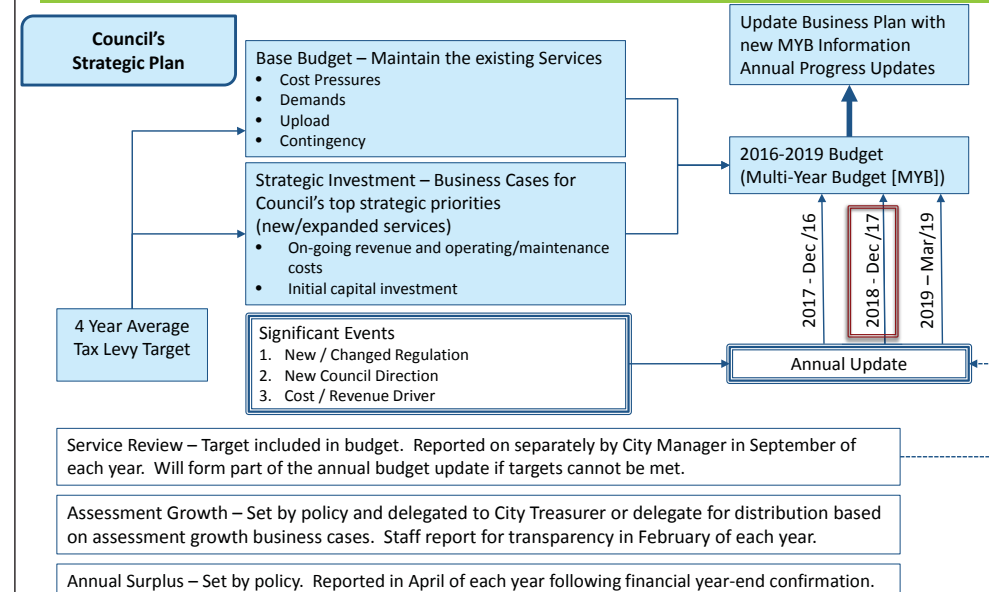 Council's
Strategic Plan
Base Budget – Maintain the existing Services
• Cost Pressures
• Demands
• Upload
• Contingency
Strategic Investment – Business Cases for
Council's top strategic priorities
(new/expanded services)
• On-going revenue and operating/maintenance
costs
• Initial capital investment
4 Year Average
Tax Levy Target
Significant Events
1. New / Changed Regulation
2. New Council Direction
3. Cost / Revenue Driver
Update Business Plan with
new MYB Information
Annual Progress Updates
2016-2019 Budget
(Multi-Year Budget [MYB])
2017 - Dec /16
2018 - Dec /17
2019 – Mar/19
Annual Update
Service Review – Target included in budget. Reported on separately by City Manager in September of
each year. Will form part of the annual budget update if targets cannot be met.
Assessment Growth – Set by policy and delegated to City Treasurer or delegate for distribution based
on assessment growth business cases. Staff report for transparency in February of each year.
Annual Surplus – Set by policy. Reported in April of each year following financial year-end confirmation.